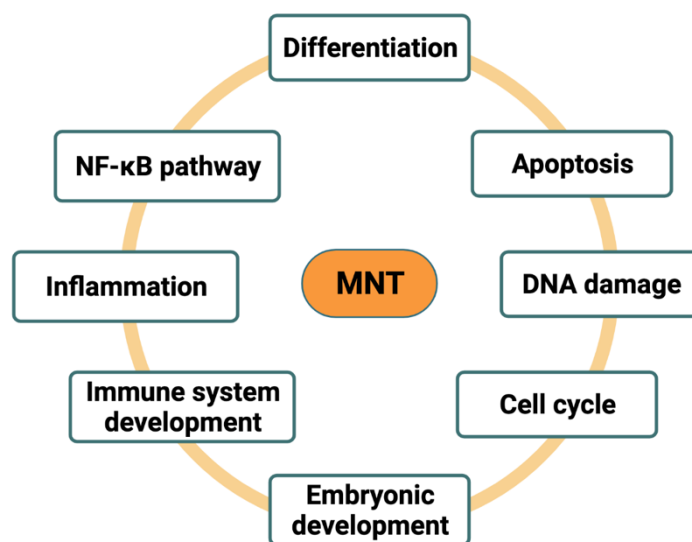 Differentiation
NF-κB pathway
Apoptosis
Inflammation
MNT
DNA damage
Immune system
development
Cell cycle
Embryonic
development